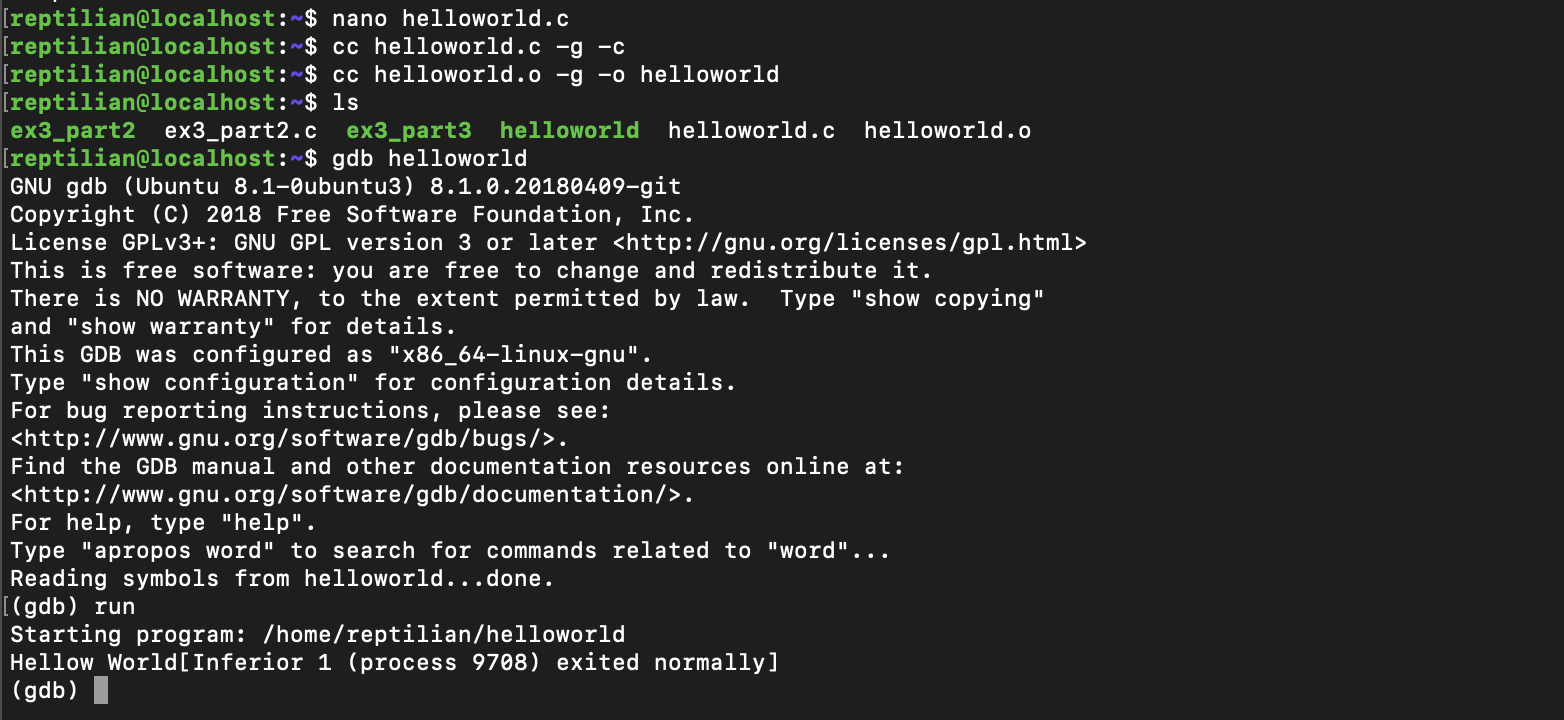 [reptilian@localhost:~$ nano helloworld.c
[reptilian@localhost:~$ cc helloworld.c -g -c
[reptilian@localhost:~$ cc helloworld.o -g -o helloworld
[reptilian@localhost:~$ ls
ex3_part2  ex3_part2.c  ex3_part3  helloworld  helloworld.c  helloworld.o
[reptilian@localhost:~$ gdb helloworld
GNU gdb (Ubuntu 8.1-0ubuntu3) 8.1.0.20180409-git
Copyright (C) 2018 Free Software Foundation, Inc.
License GPLv3+: GNU GPL version 3 or later <http://gnu.org/licenses/gpl.html>
This is free software: you are free to change and redistribute it.
There is NO WARRANTY, to the extent permitted by law.  Type "show copying"
and "show warranty" for details.
This GDB was configured as "x86_64-linux-gnu".
Type "show configuration" for configuration details.
For bug reporting instructions, please see:
<http://www.gnu.org/software/gdb/bugs/>.
Find the GDB manual and other documentation resources online at:
<http://www.gnu.org/software/gdb/documentation/>.
For help, type "help".
Type "apropos word" to search for commands related to "word"...
Reading symbols from helloworld...done.
[(gdb) run
Starting program: /home/reptilian/helloworld
Hellow World[Inferior 1 (process 9708) exited normally]
(gdb)